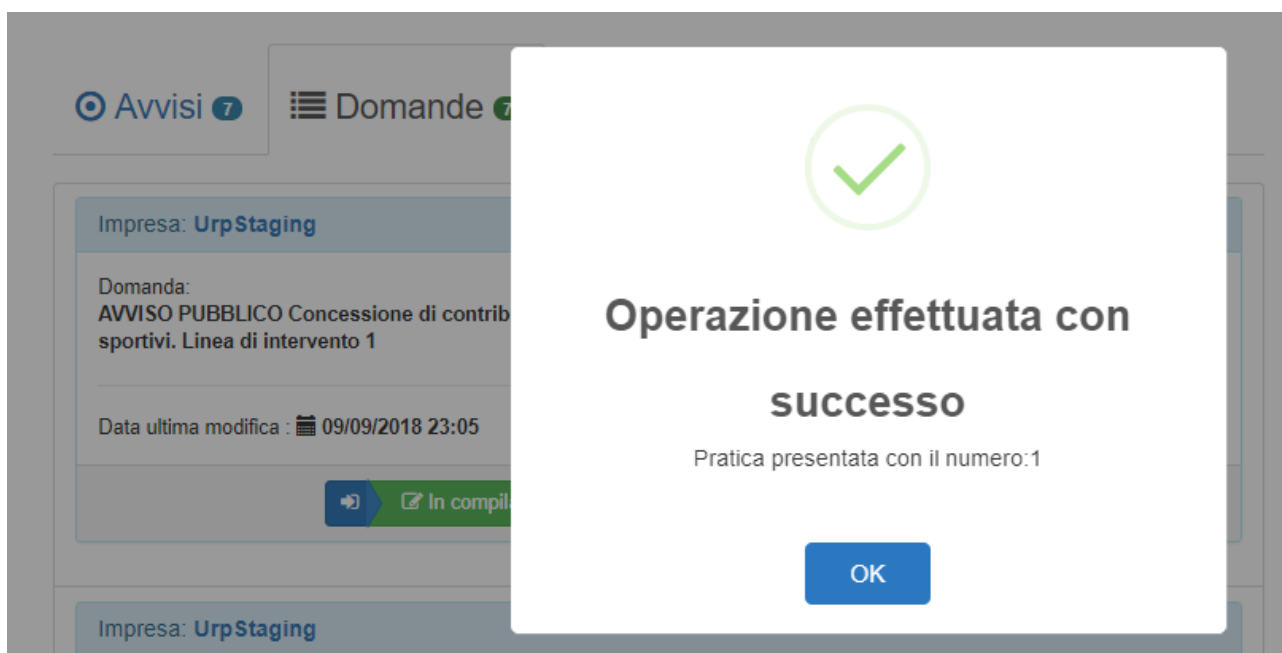 Avvisi 7
Domande 7
Impresa: UrpStaging
Domanda:
AVVISO PUBBLICO Concessione di contrib
sportivi. Linea di intervento 1
Data ultima modifica : 09/09/2018 23:05
In compil
Impresa: UrpStaging
Operazione effettuata con
successo
Pratica presentata con il numero:1
OK